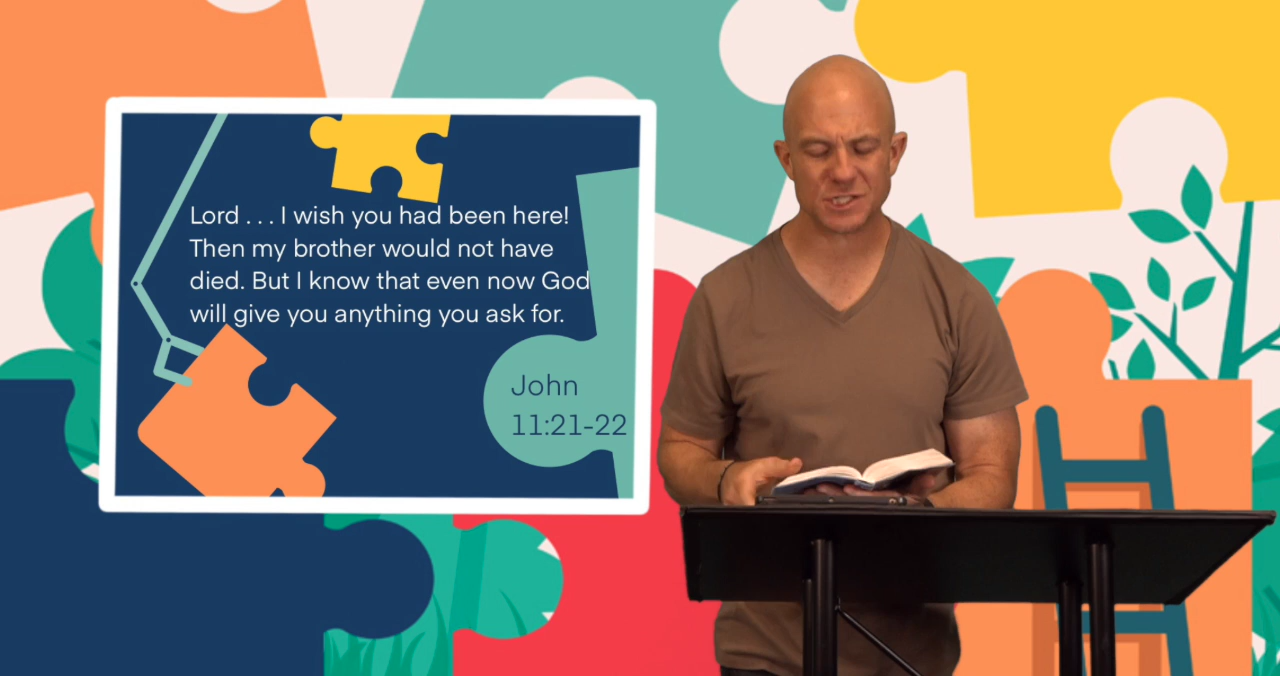 Lord . . . I wish you had been here!
Then my brother would not have
died. But I know that even now God
will give you anything you ask for.
John
11:21-22